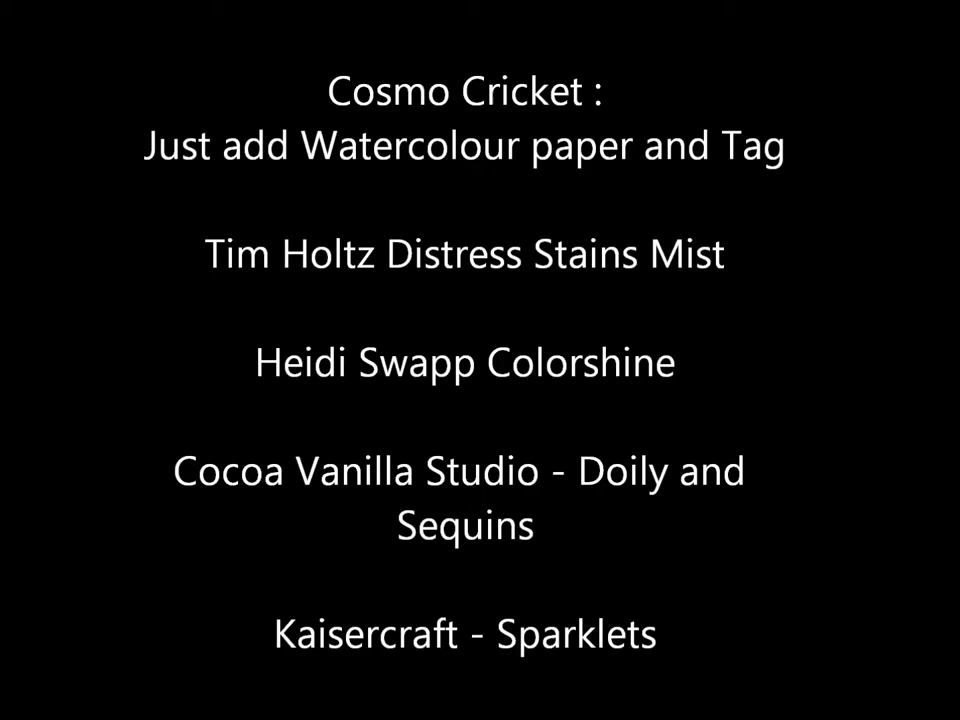 Cosmo Cricket :
Just add Watercolour paper and Tag
Tim Holtz Distress Stains Mist
Heidi Swapp Colorshine
Cocoa Vanilla Studio - Doily and
Sequins
Kaisercraft - Sparklets